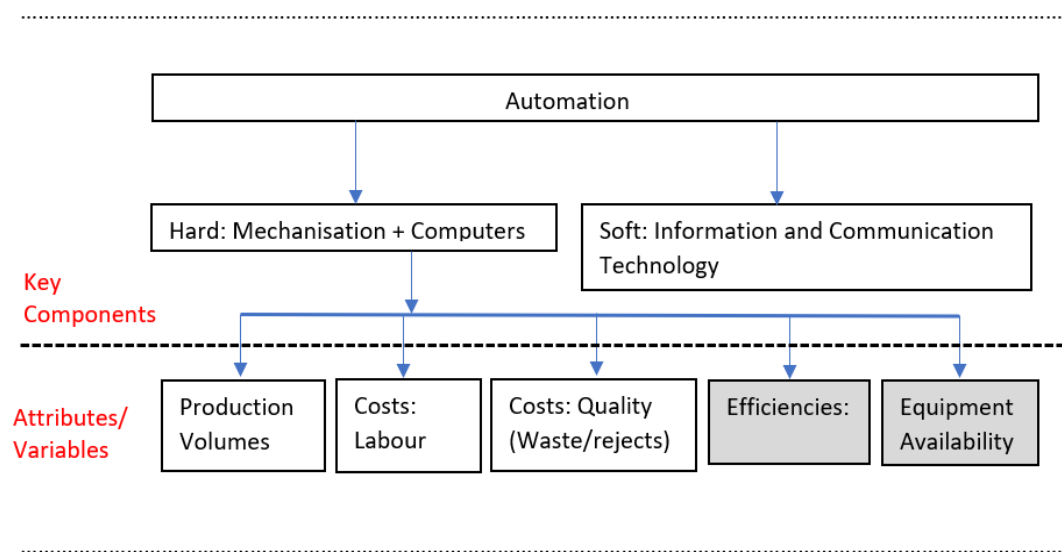 Automation
Hard: Mechanisation + Computers
Soft: Information and Communication
Technology
Key
Components
Attributes/
Variables
Production
Volumes
Costs:
Labour
Costs: Quality
(Waste/rejects)
Efficiencies:
Equipment
Availability